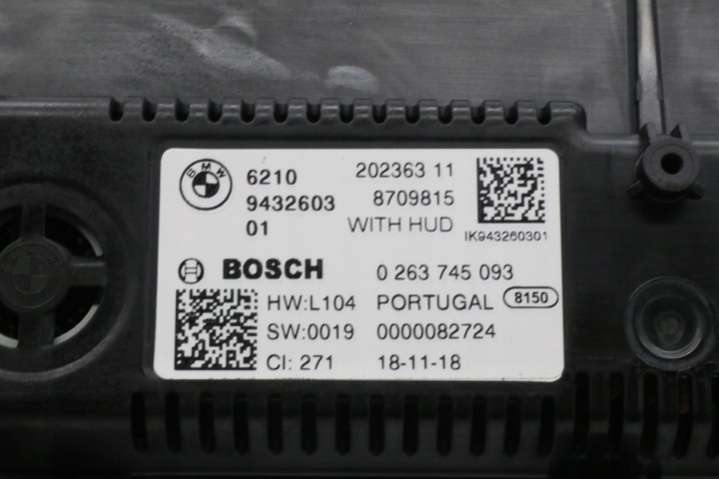 BMW
6210 202363 11
9432603 8709815
01 WITH HUD
IK943260301
BOSCH 0 263 745 093
HW:L104 PORTUGAL 8150
SW:0019 0000082724
CI: 271 18-11-18